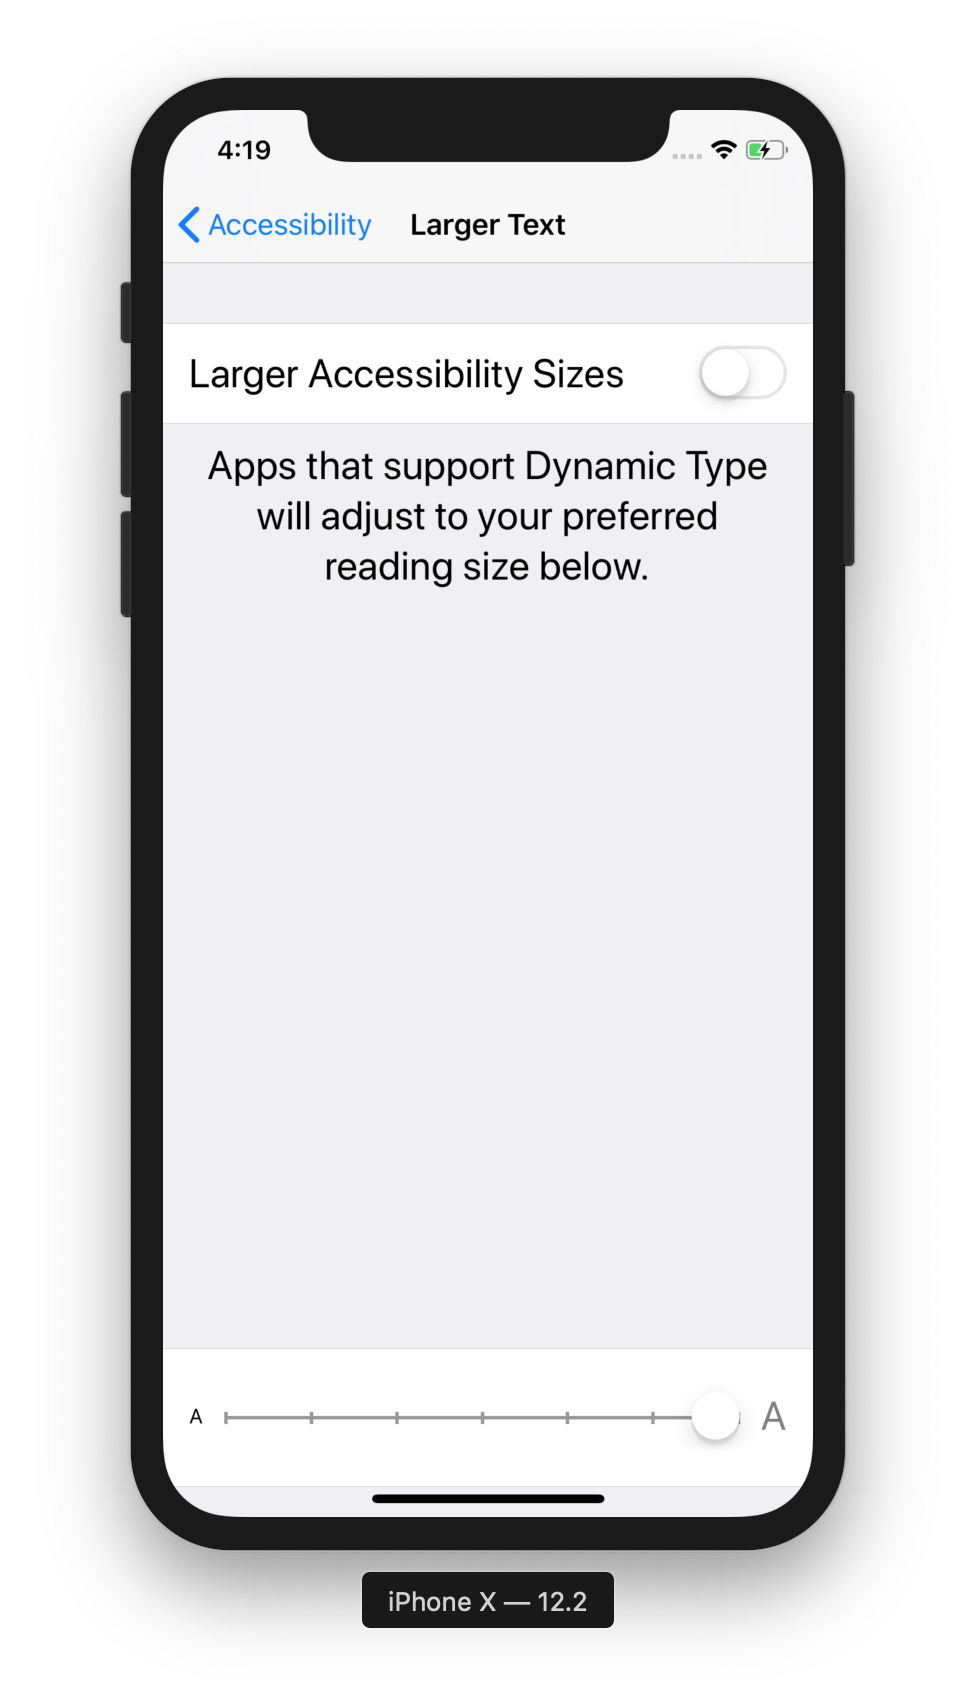 4:19
Accessibility
Larger Text
Larger Accessibility Sizes
Apps that support Dynamic Type
will adjust to your preferred
reading size below.
A
A
iPhone X — 12.2